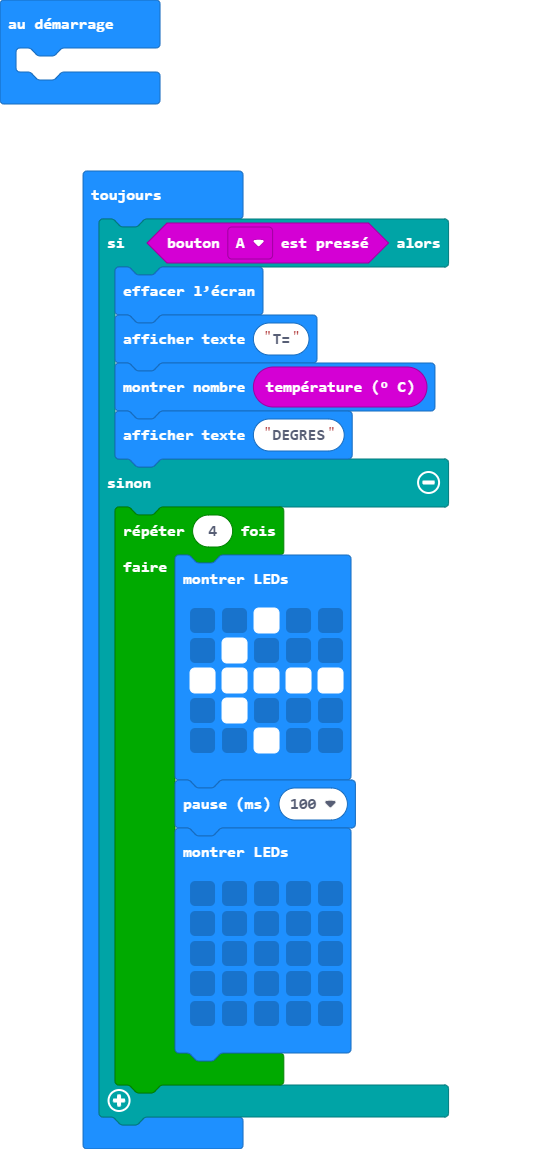 au démarrage
toujours
si bouton A est pressé alors
effacer l'écran
afficher texte "T="
montrer nombre température (º C)
afficher texte "DEGRES"
sinon
répéter 4 fois
faire
montrer LEDs
pause (ms) 100
montrer LEDs